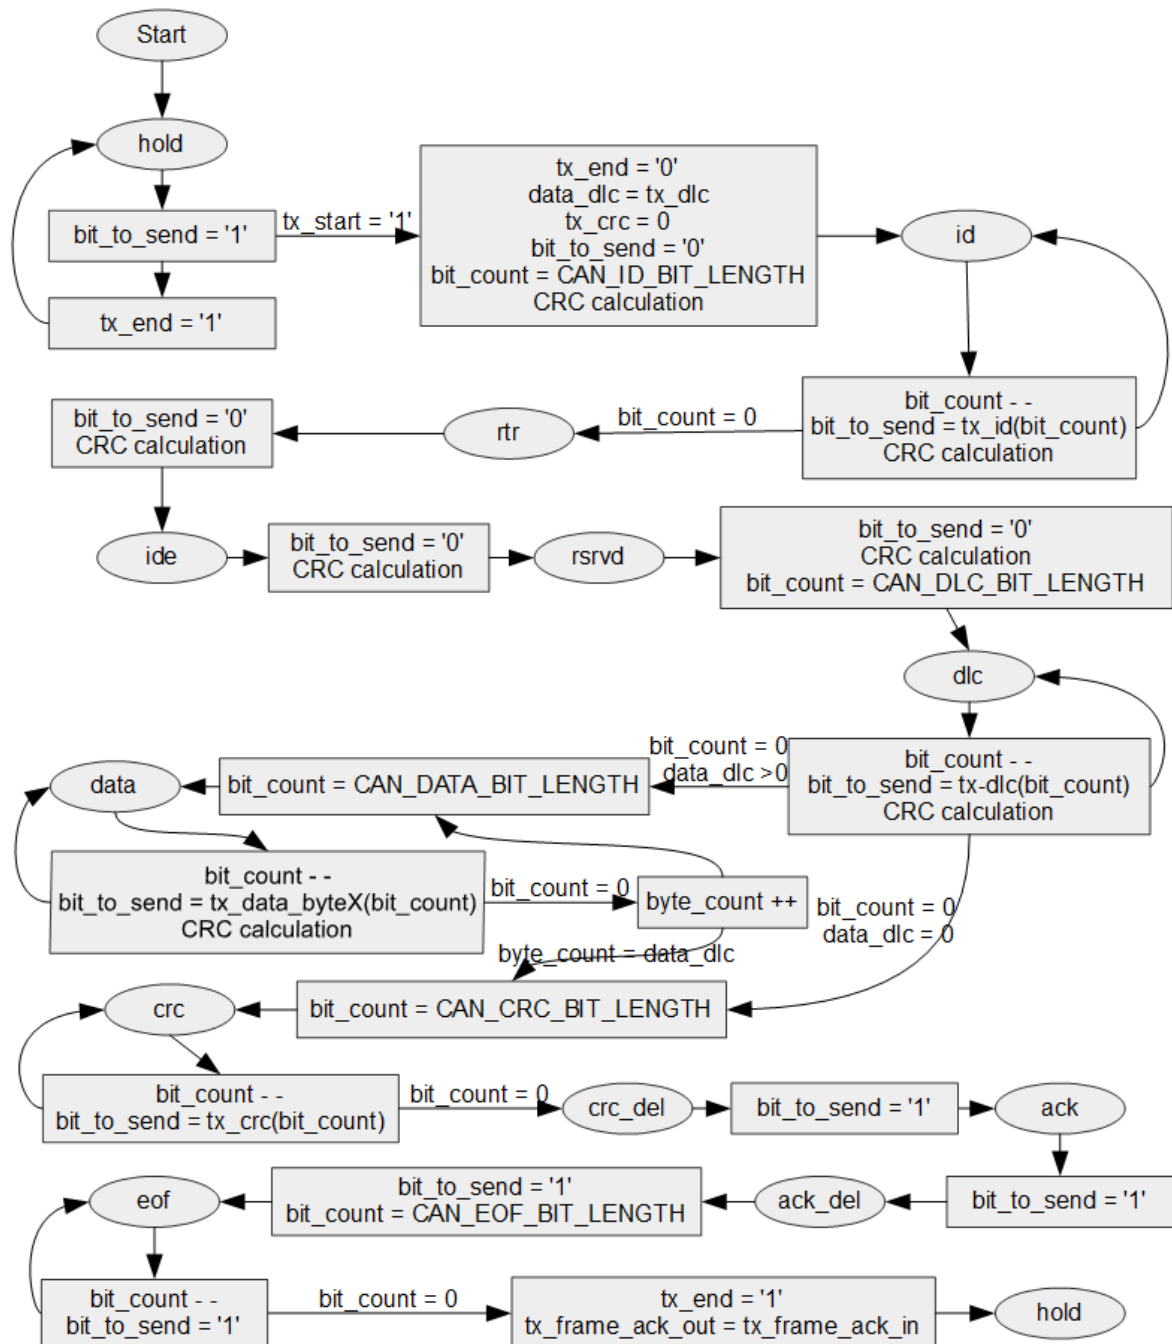 Start
hold
bit_to_send = '1'
tx_start = '1'
tx_end = '0'
data_dlc = tx_dlc
tx_crc = 0
bit_to_send = '0'
bit_count = CAN_ID_BIT_LENGTH
CRC calculation
id
tx_end = '1'
bit_count - -
bit_to_send = tx_id(bit_count)
CRC calculation
bit_count = 0
rtr
bit_to_send = '0'
CRC calculation
ide
bit_to_send = '0'
CRC calculation
rsrvd
bit_to_send = '0'
CRC calculation
bit_count = CAN_DLC_BIT_LENGTH
dlc
bit_count - -
bit_to_send = tx-dlc(bit_count)
CRC calculation
bit_count = 0
data_dlc >0
bit_count = CAN_DATA_BIT_LENGTH
data
bit_count - -
bit_to_send = tx_data_byteX(bit_count)
CRC calculation
bit_count = 0
byte_count ++
bit_count = 0
data_dlc = 0
byte_count = data_dlc
bit_count = CAN_CRC_BIT_LENGTH
crc
bit_count - -
bit_to_send = tx_crc(bit_count)
bit_count = 0
crc_del
bit_to_send = '1'
ack
bit_to_send = '1'
ack_del
bit_to_send = '1'
bit_count = CAN_EOF_BIT_LENGTH
eof
bit_count - -
bit_to_send = '1'
bit_count = 0
tx_end = '1'
tx_frame_ack_out = tx_frame_ack_in
hold